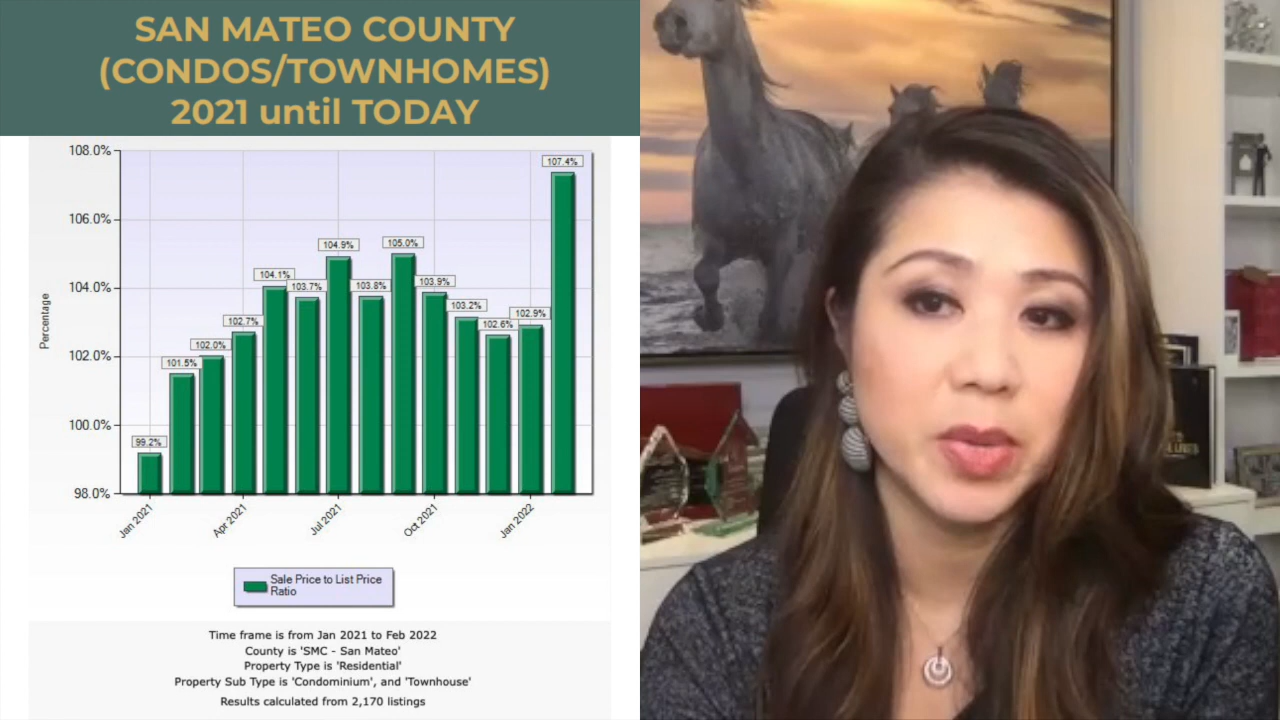 SAN MATEO COUNTY
(CONDOS/TOWNHOMES)
2021 until TODAY
108.0%
106.0%
104.0%
102.0%
100.0%
98.0%
Percentage
99.2%
101.5%
102.0%
102.7%
104.1%
103.7%
104.9%
103.8%
105.0%
103.9%
103.2%
102.6%
102.9%
107.4%
Jan 2021
Apr 2021
Jul 2021
Oct 2021
Jan 2022
Sale Price to List Price
Ratio
Time frame is from Jan 2021 to Feb 2022
County is 'SMC - San Mateo'
Property Type is 'Residential'
Property Sub Type is 'Condominium', and 'Townhouse'
Results calculated from 2,170 listings